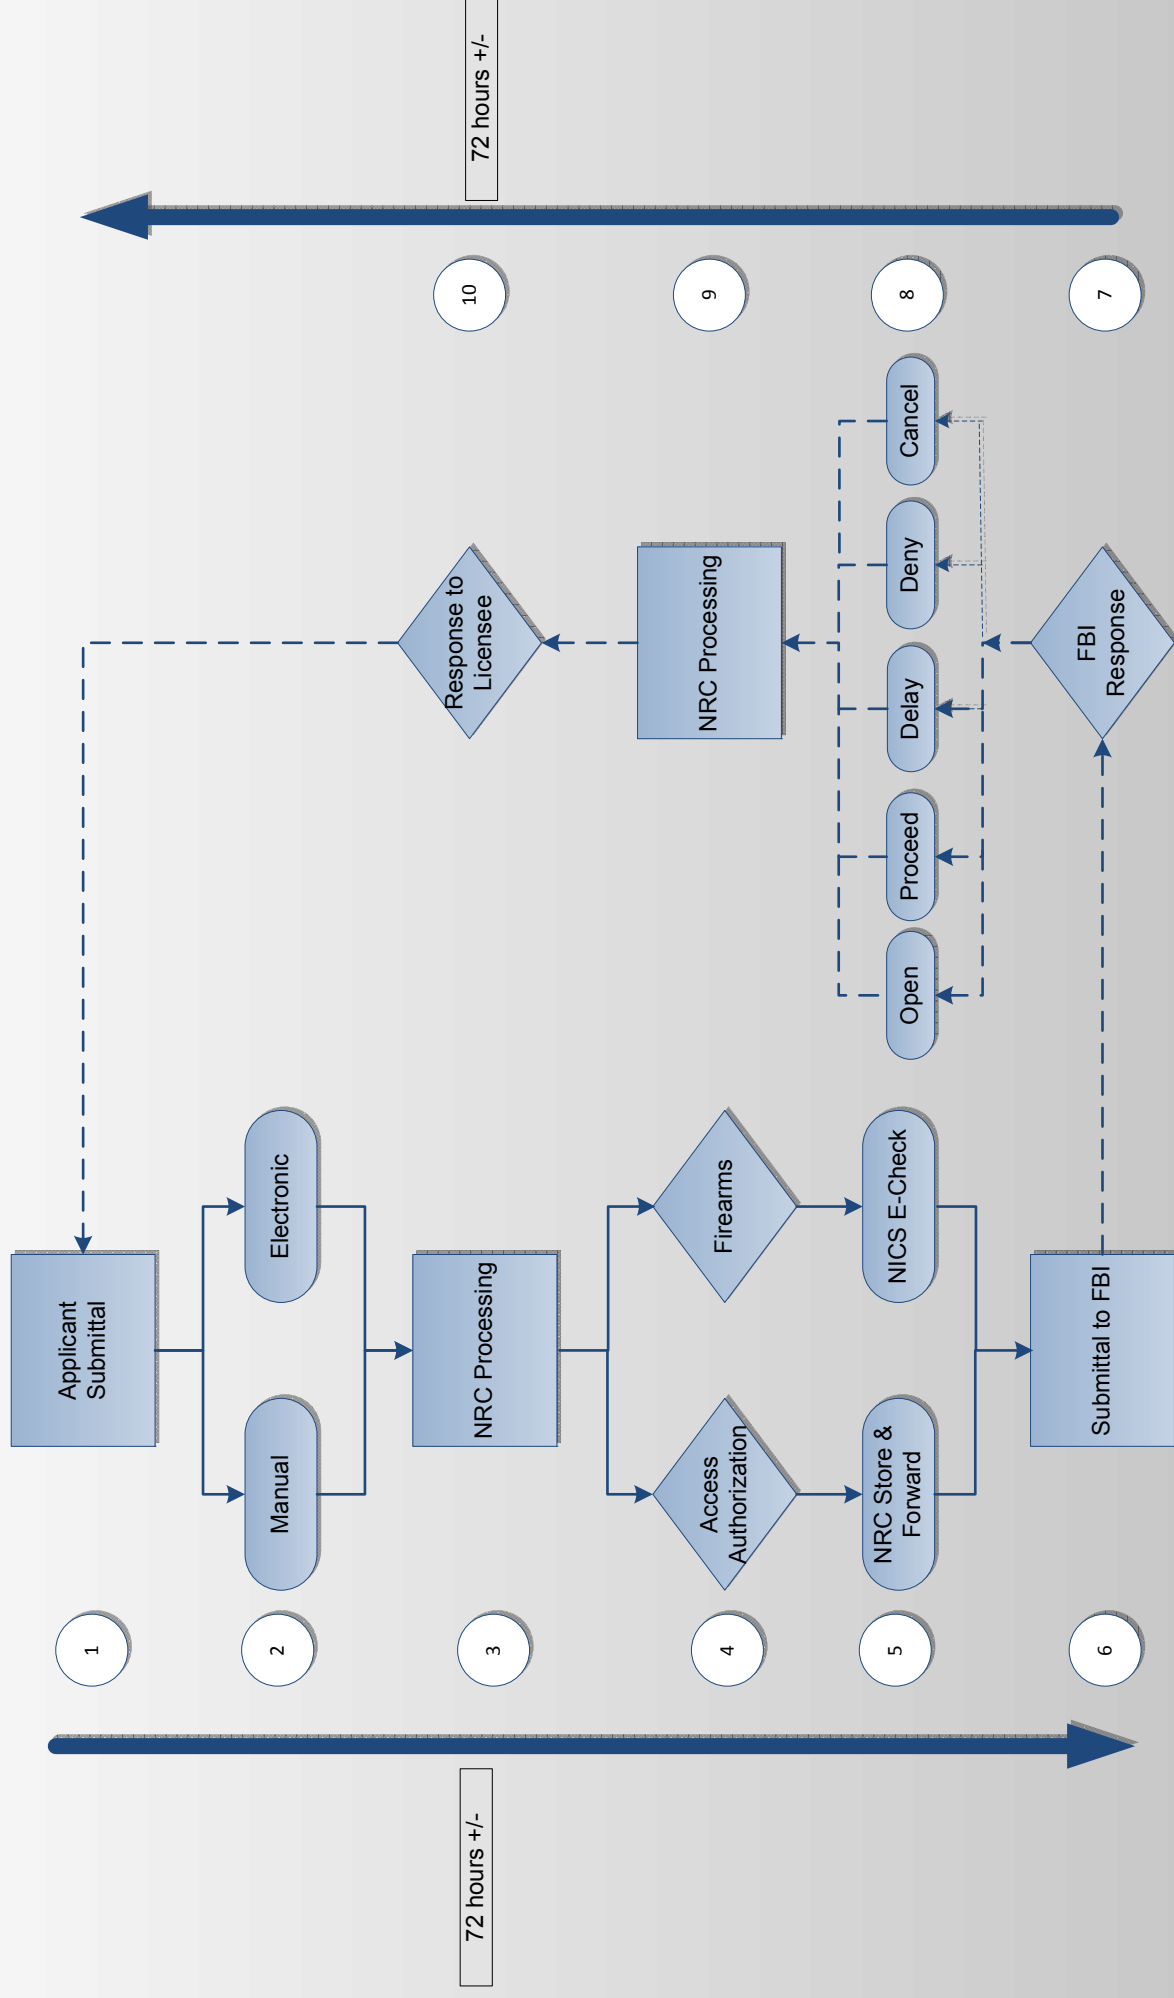 72 hours +/-
1
2
3
4
5
6
Applicant
Submittal
Manual
Electronic
NRC Processing
Access
Authorization
Firearms
NRC Store &
Forward
NICS E-Check
Submittal to FBI
FBI
Response
Open
Proceed
Delay
Deny
Cancel
NRC Processing
Response to
Licensee
7
8
9
10
72 hours +/-